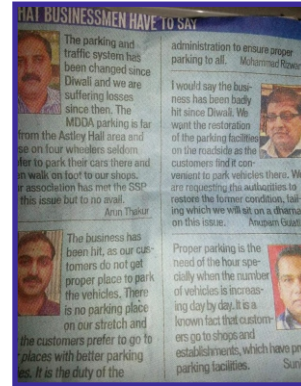 HAT BUSINESSMEN HAVE TO SAY
The parking and
traffic system has
been changed since
Diwali and we are
suffering losses
since then. The
MDDA parking is far
from the Astley Hall area and
se on four wheelers seldom
fer to park their cars there and
en walk on foot to our shops.
r association has met the SSP
this issue but to no avail.
Arun Thakur
The business has
been hit, as our cus-
tomers do not get
proper place to park
the vehicles. There
is no parking place
on our stretch and
the customers prefer to go to
places with better parking
es. It is the duty of the
administration to ensure proper
parking to all. Mohammad Rizwan
I would say the busi-
ness has been badly
hit since Diwali. We
want the restoration
of the parking facilities
on the roadside as the
customers find it con-
venient to park vehicles there. We
are requesting the authorities to
restore the former condition, fail-
ing which we will sit on a dharna
on this issue. Anupam Gulati
Proper parking is the
need of the hour spe-
cially when the number
of vehicles is increas-
ing day by day. It is a
known fact that custom-
ers go to shops and
establishments, which have pr
parking facilities. Sun